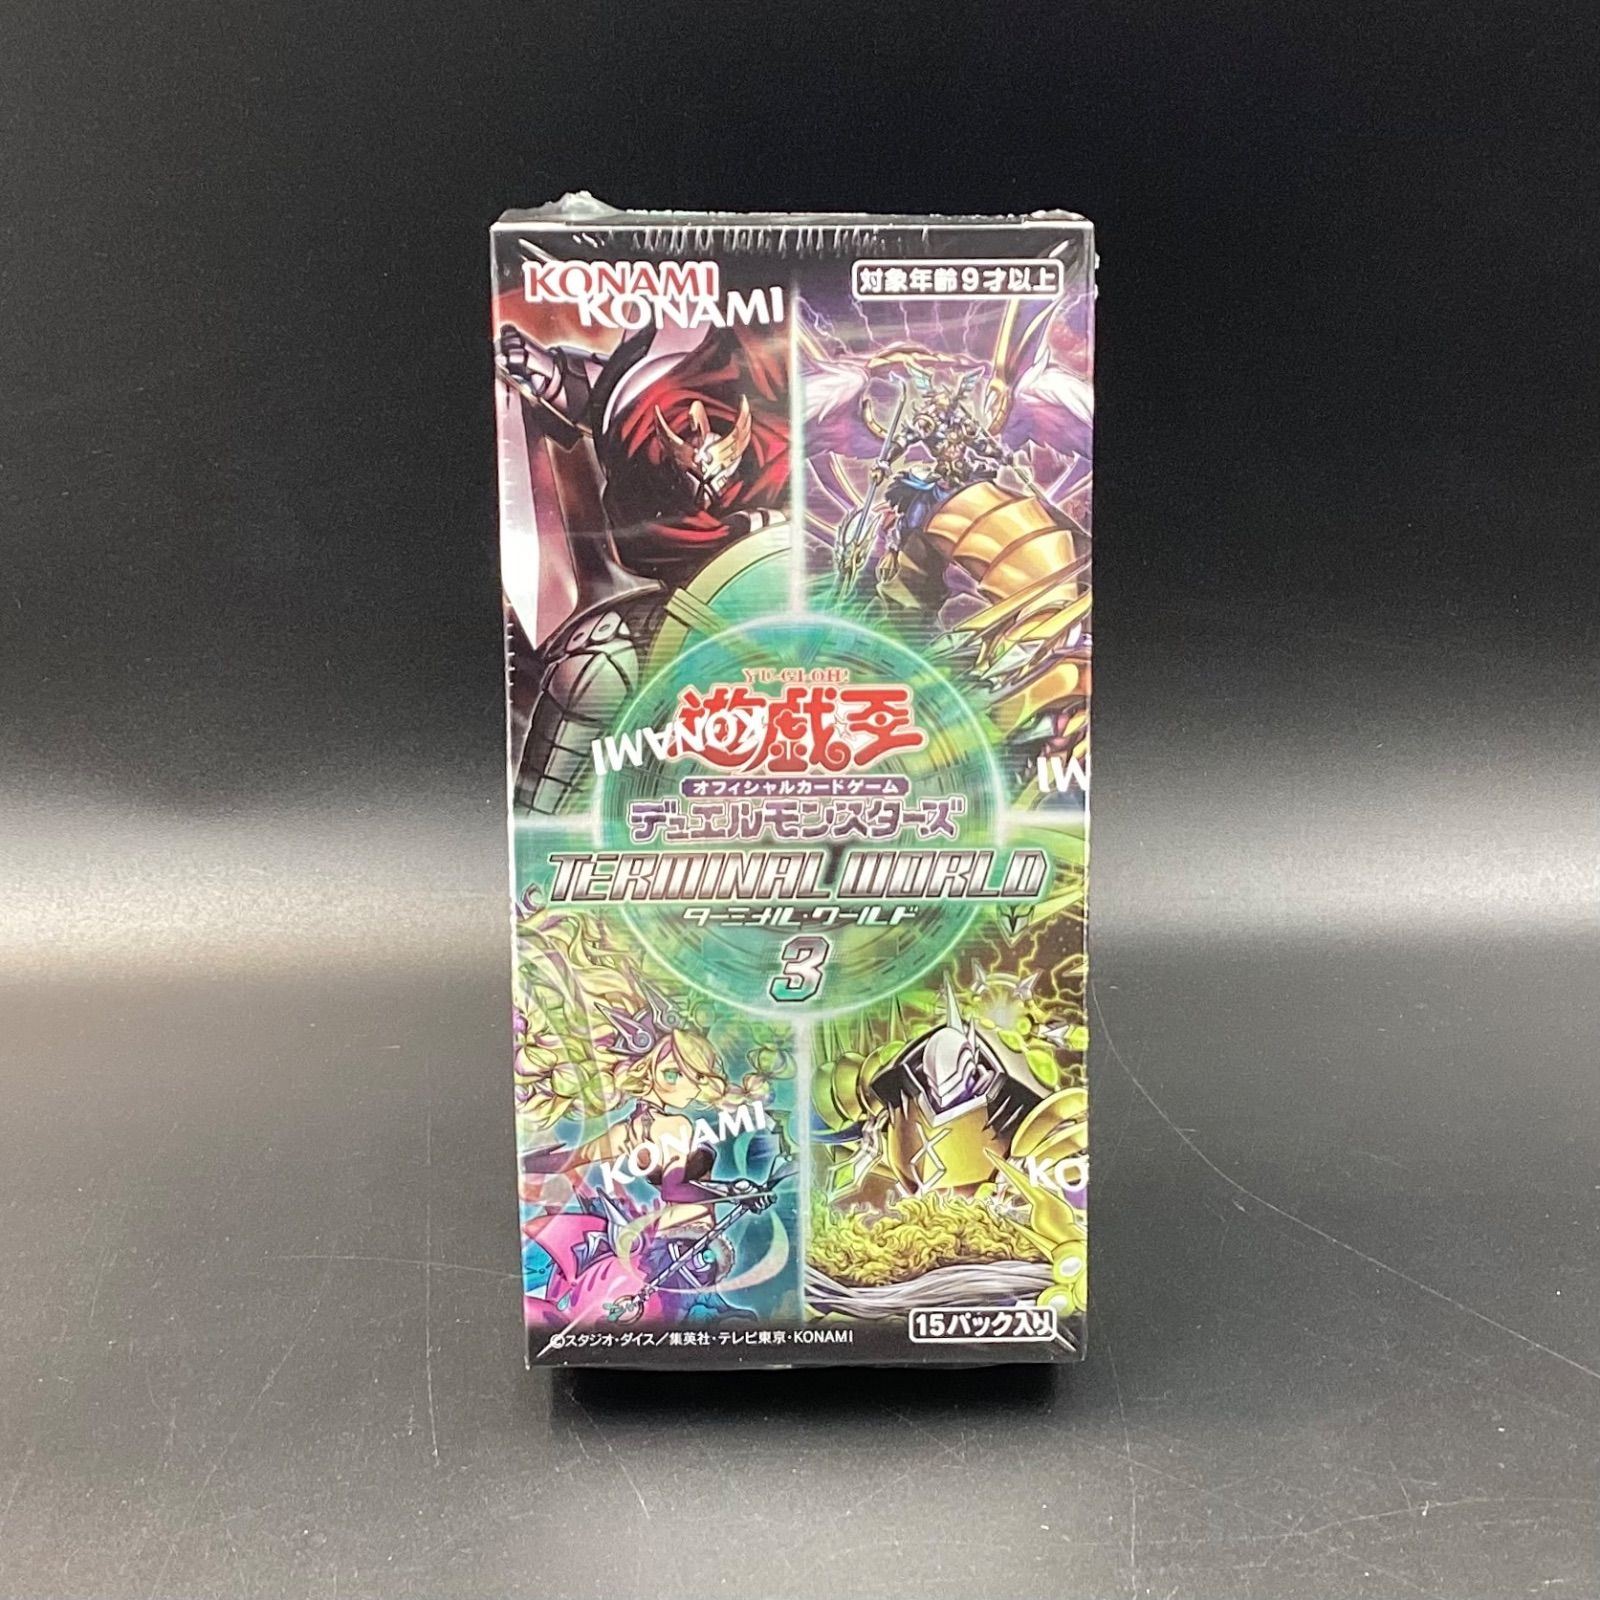 KONAMI
KONAMI
対象年齢9才以上
YU-GI-OH!
遊戯王
KONAMI
オフィシャルカードゲーム
デュエルモンスターズ
TERMINAL WORLD
ターミナル・ワールド
3
KONAMI
©スタジオ・ダイス／集英社・テレビ東京・KONAMI
15パック入り